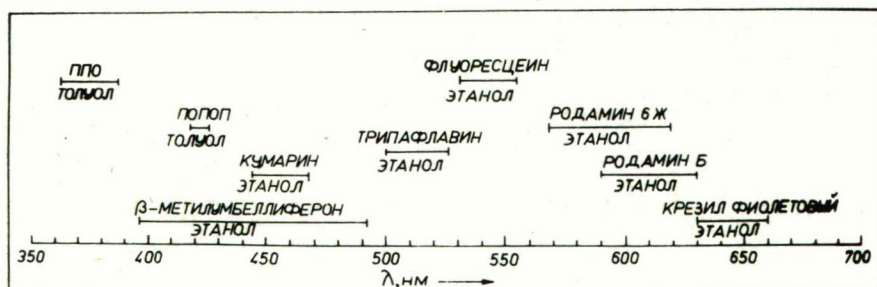 ППО
ТОЛУОЛ
ПОПОП
ТОЛУОЛ
КУМАРИН
ЭТАНОЛ
β-МЕТИЛУМБЕЛЛИФЕРОН
ЭТАНОЛ
ТРИПАФЛАВИН
ЭТАНОЛ
ФЛУОРЕСЦЕИН
ЭТАНОЛ
РОДАМИН 6Ж
ЭТАНОЛ
РОДАМИН Б
ЭТАНОЛ
КРЕЗИЛ ФИОЛЕТОВЫЙ
ЭТАНОЛ
350 400 450 500 550 600 650 700
λ, нм